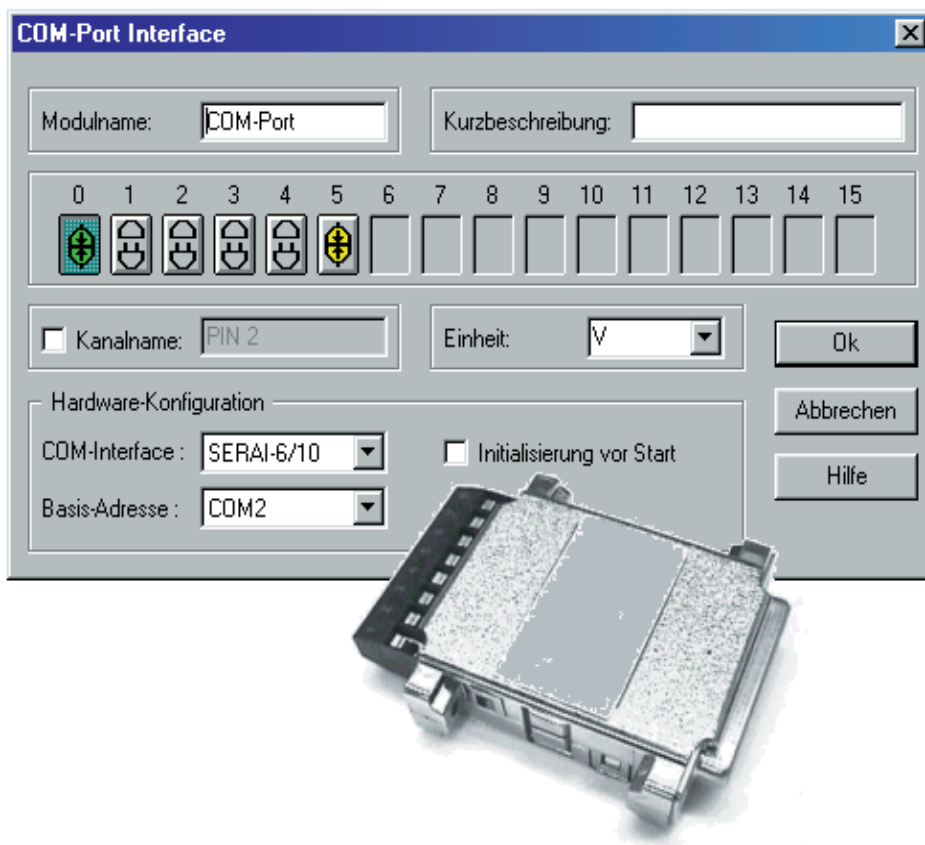 COM-Port Interface
Modulname: COM-Port Kurzbeschreibung:
0 1 2 3 4 5 6 7 8 9 10 11 12 13 14 15
Kanalname: PIN 2 Einheit: V Ok
Hardware-Konfiguration Abbrechen
COM-Interface : SERAI-6/10 Initialisierung vor Start Hilfe
Basis-Adresse : COM2